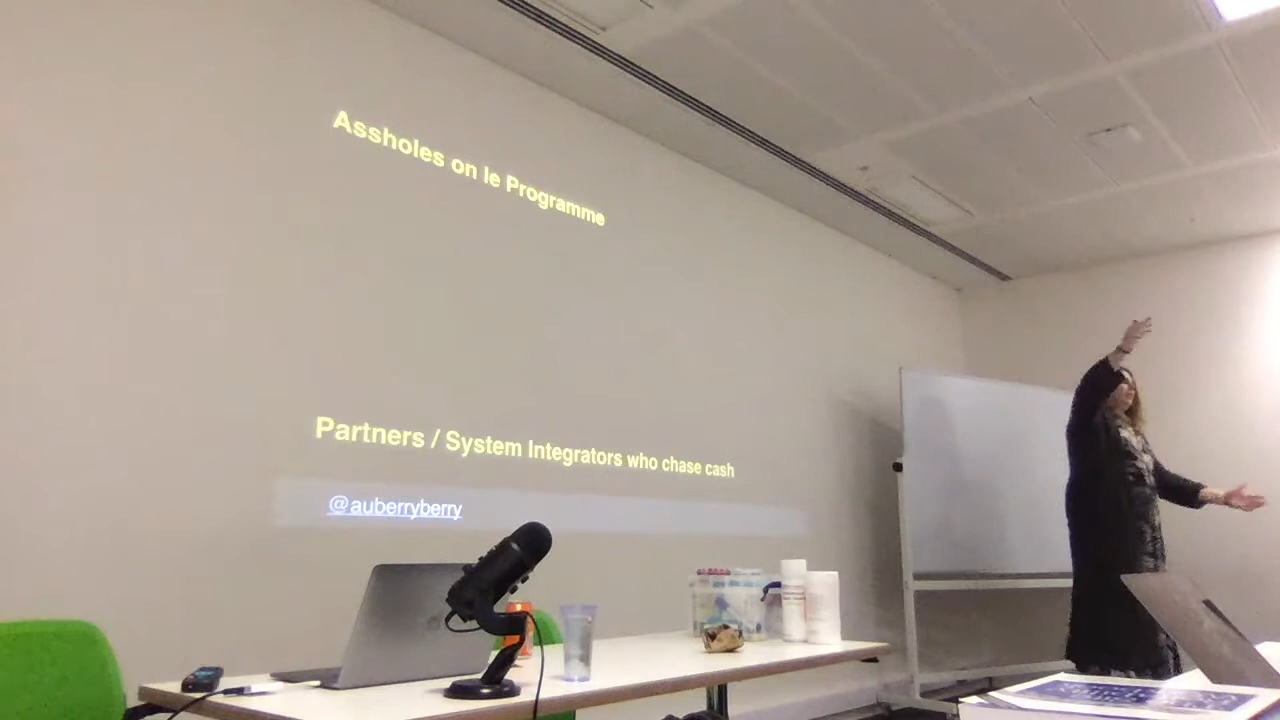 Assholes on le Programme
Partners / System Integrators who chase cash
@auberryberry